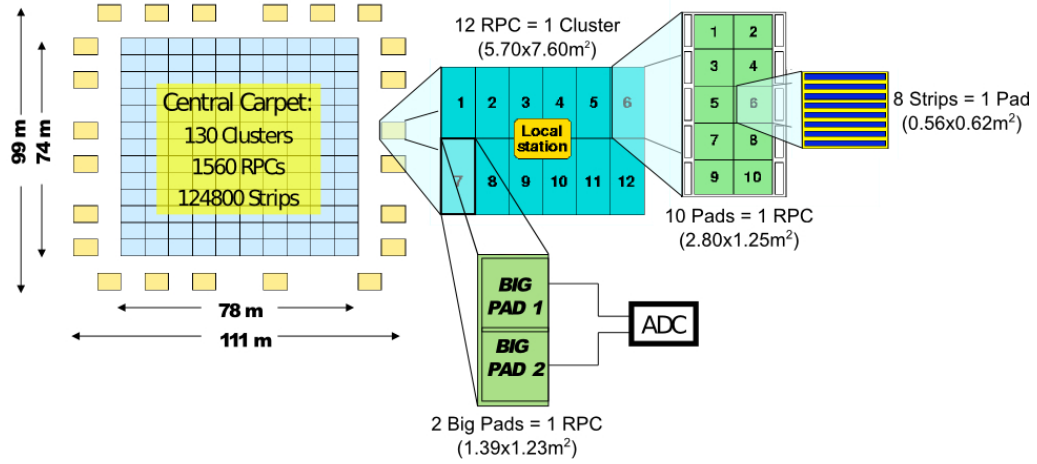 99 m
74 m
Central Carpet:
130 Clusters
1560 RPCs
124800 Strips
78 m
111 m
12 RPC = 1 Cluster
(5.70x7.60m²)
1 2 3 4 5 6
Local
station
7 8 9 10 11 12
1 2
3 4
5 6
7 8
9 10
10 Pads = 1 RPC
(2.80x1.25m²)
8 Strips = 1 Pad
(0.56x0.62m²)
BIG
PAD 1
BIG
PAD 2
ADC
2 Big Pads = 1 RPC
(1.39x1.23m²)